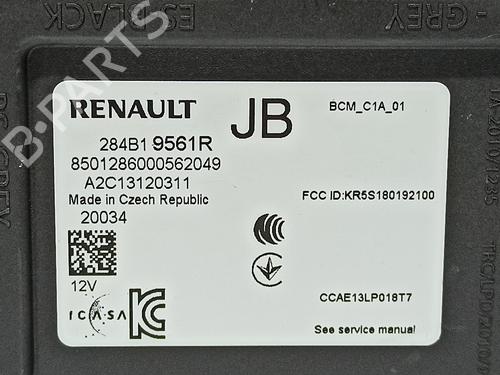 ES-BLACK
- GREY
RENAULT
JB
BCM_C1A_01
284B1 9561R
8501286000562049
A2C13120311
Made in Czech Republic
20034
FCC ID:KR5S180192100
12V
ICASA
CCAE13LP018T7
See service manual
B-PARTS